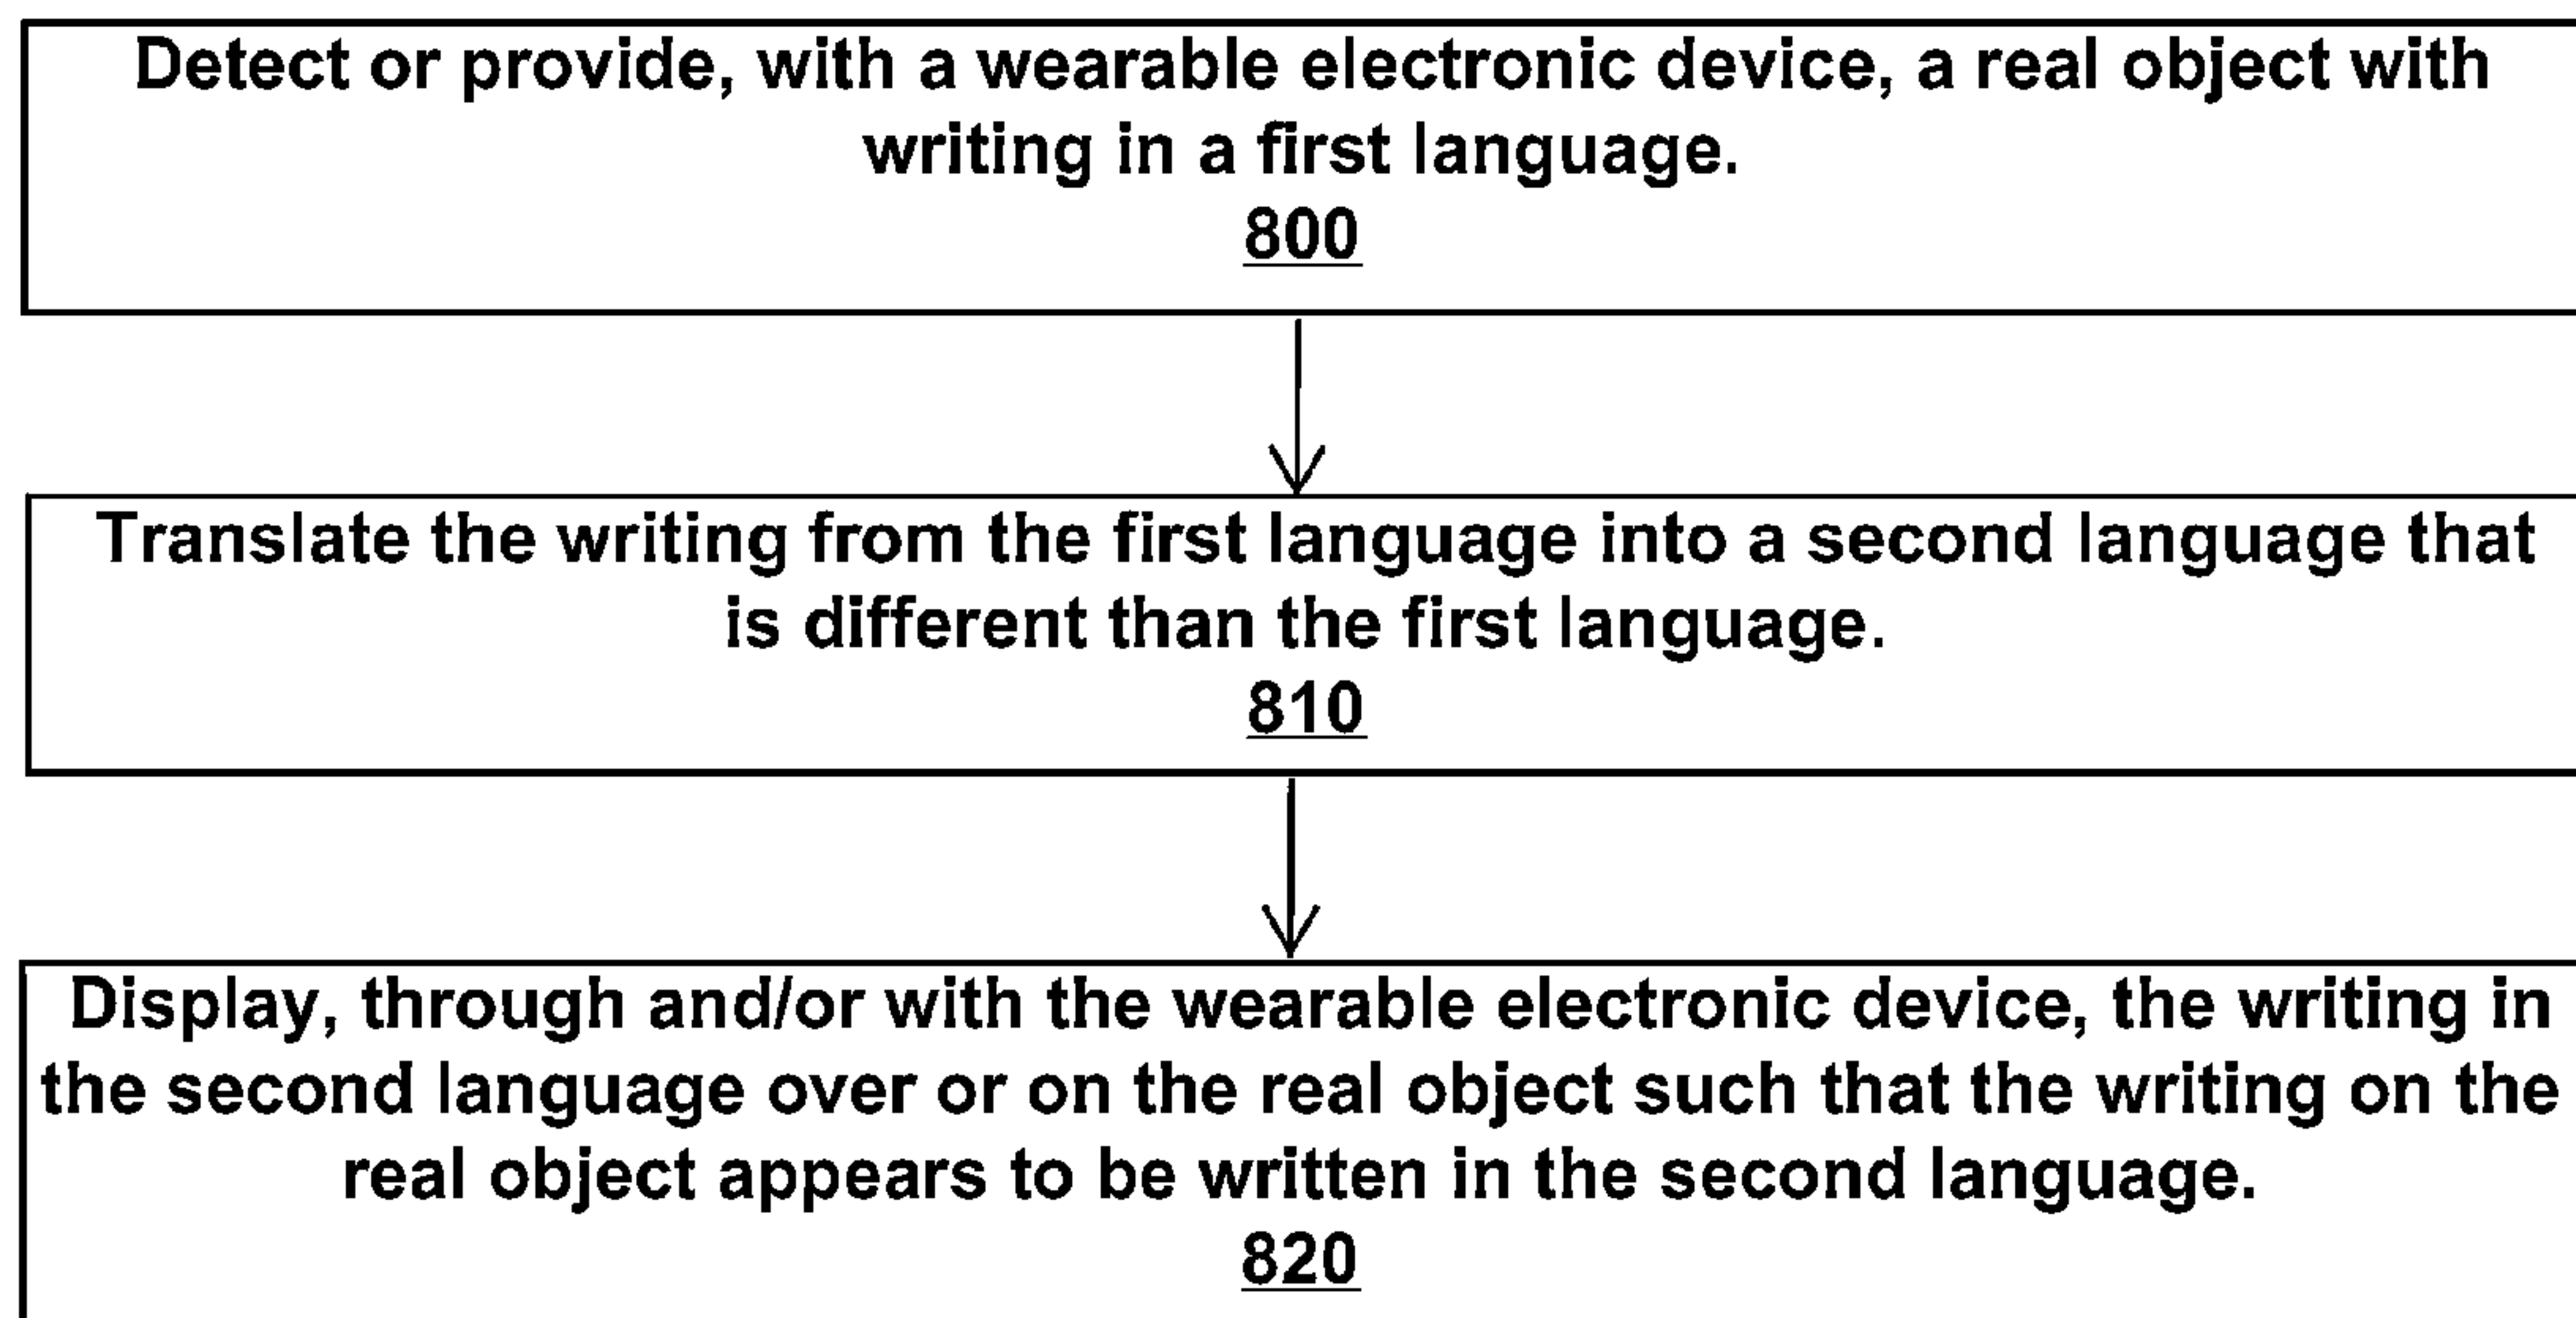 Detect or provide, with a wearable electronic device, a real object with
writing in a first language.
800
Translate the writing from the first language into a second language that
is different than the first language.
810
Display, through and/or with the wearable electronic device, the writing in
the second language over or on the real object such that the writing on the
real object appears to be written in the second language.
820